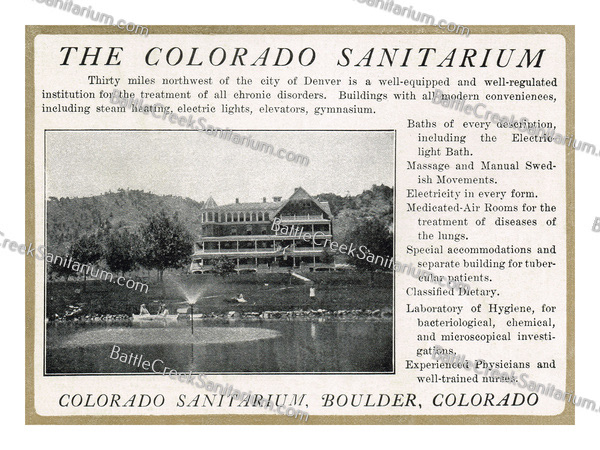 THE COLORADO SANITARIUM
Thirty miles northwest of the city of Denver is a well-equipped and well-regulated
institution for the treatment of all chronic disorders. Buildings with all modern conveniences,
including steam heating, electric lights, elevators, gymnasium.
Baths of every description,
including the Electric
light Bath.
Massage and Manual Swed-
ish Movements.
Electricity in every form.
Medicated-Air Rooms for the
treatment of diseases of
the lungs.
Special accommodations and
separate building for tuber-
cular patients.
Classified Dietary.
Laboratory of Hygiene, for
bacteriological, chemical,
and microscopical investi-
gations.
Experienced Physicians and
well-trained nurses.
COLORADO SANITARIUM, BOULDER, COLORADO
BattleCreekSanitarium.com